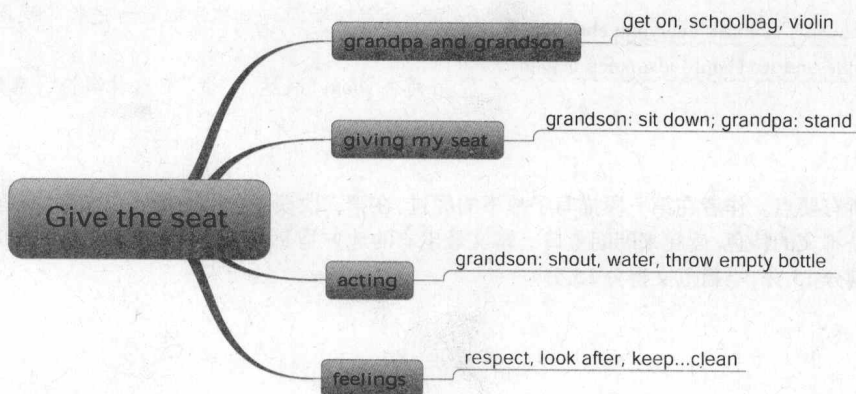 grandpa and grandson
get on, schoolbag, violin
giving my seat
grandson: sit down; grandpa: stand
Give the seat
acting
grandson: shout, water, throw empty bottle
feelings
respect, look after, keep...clean